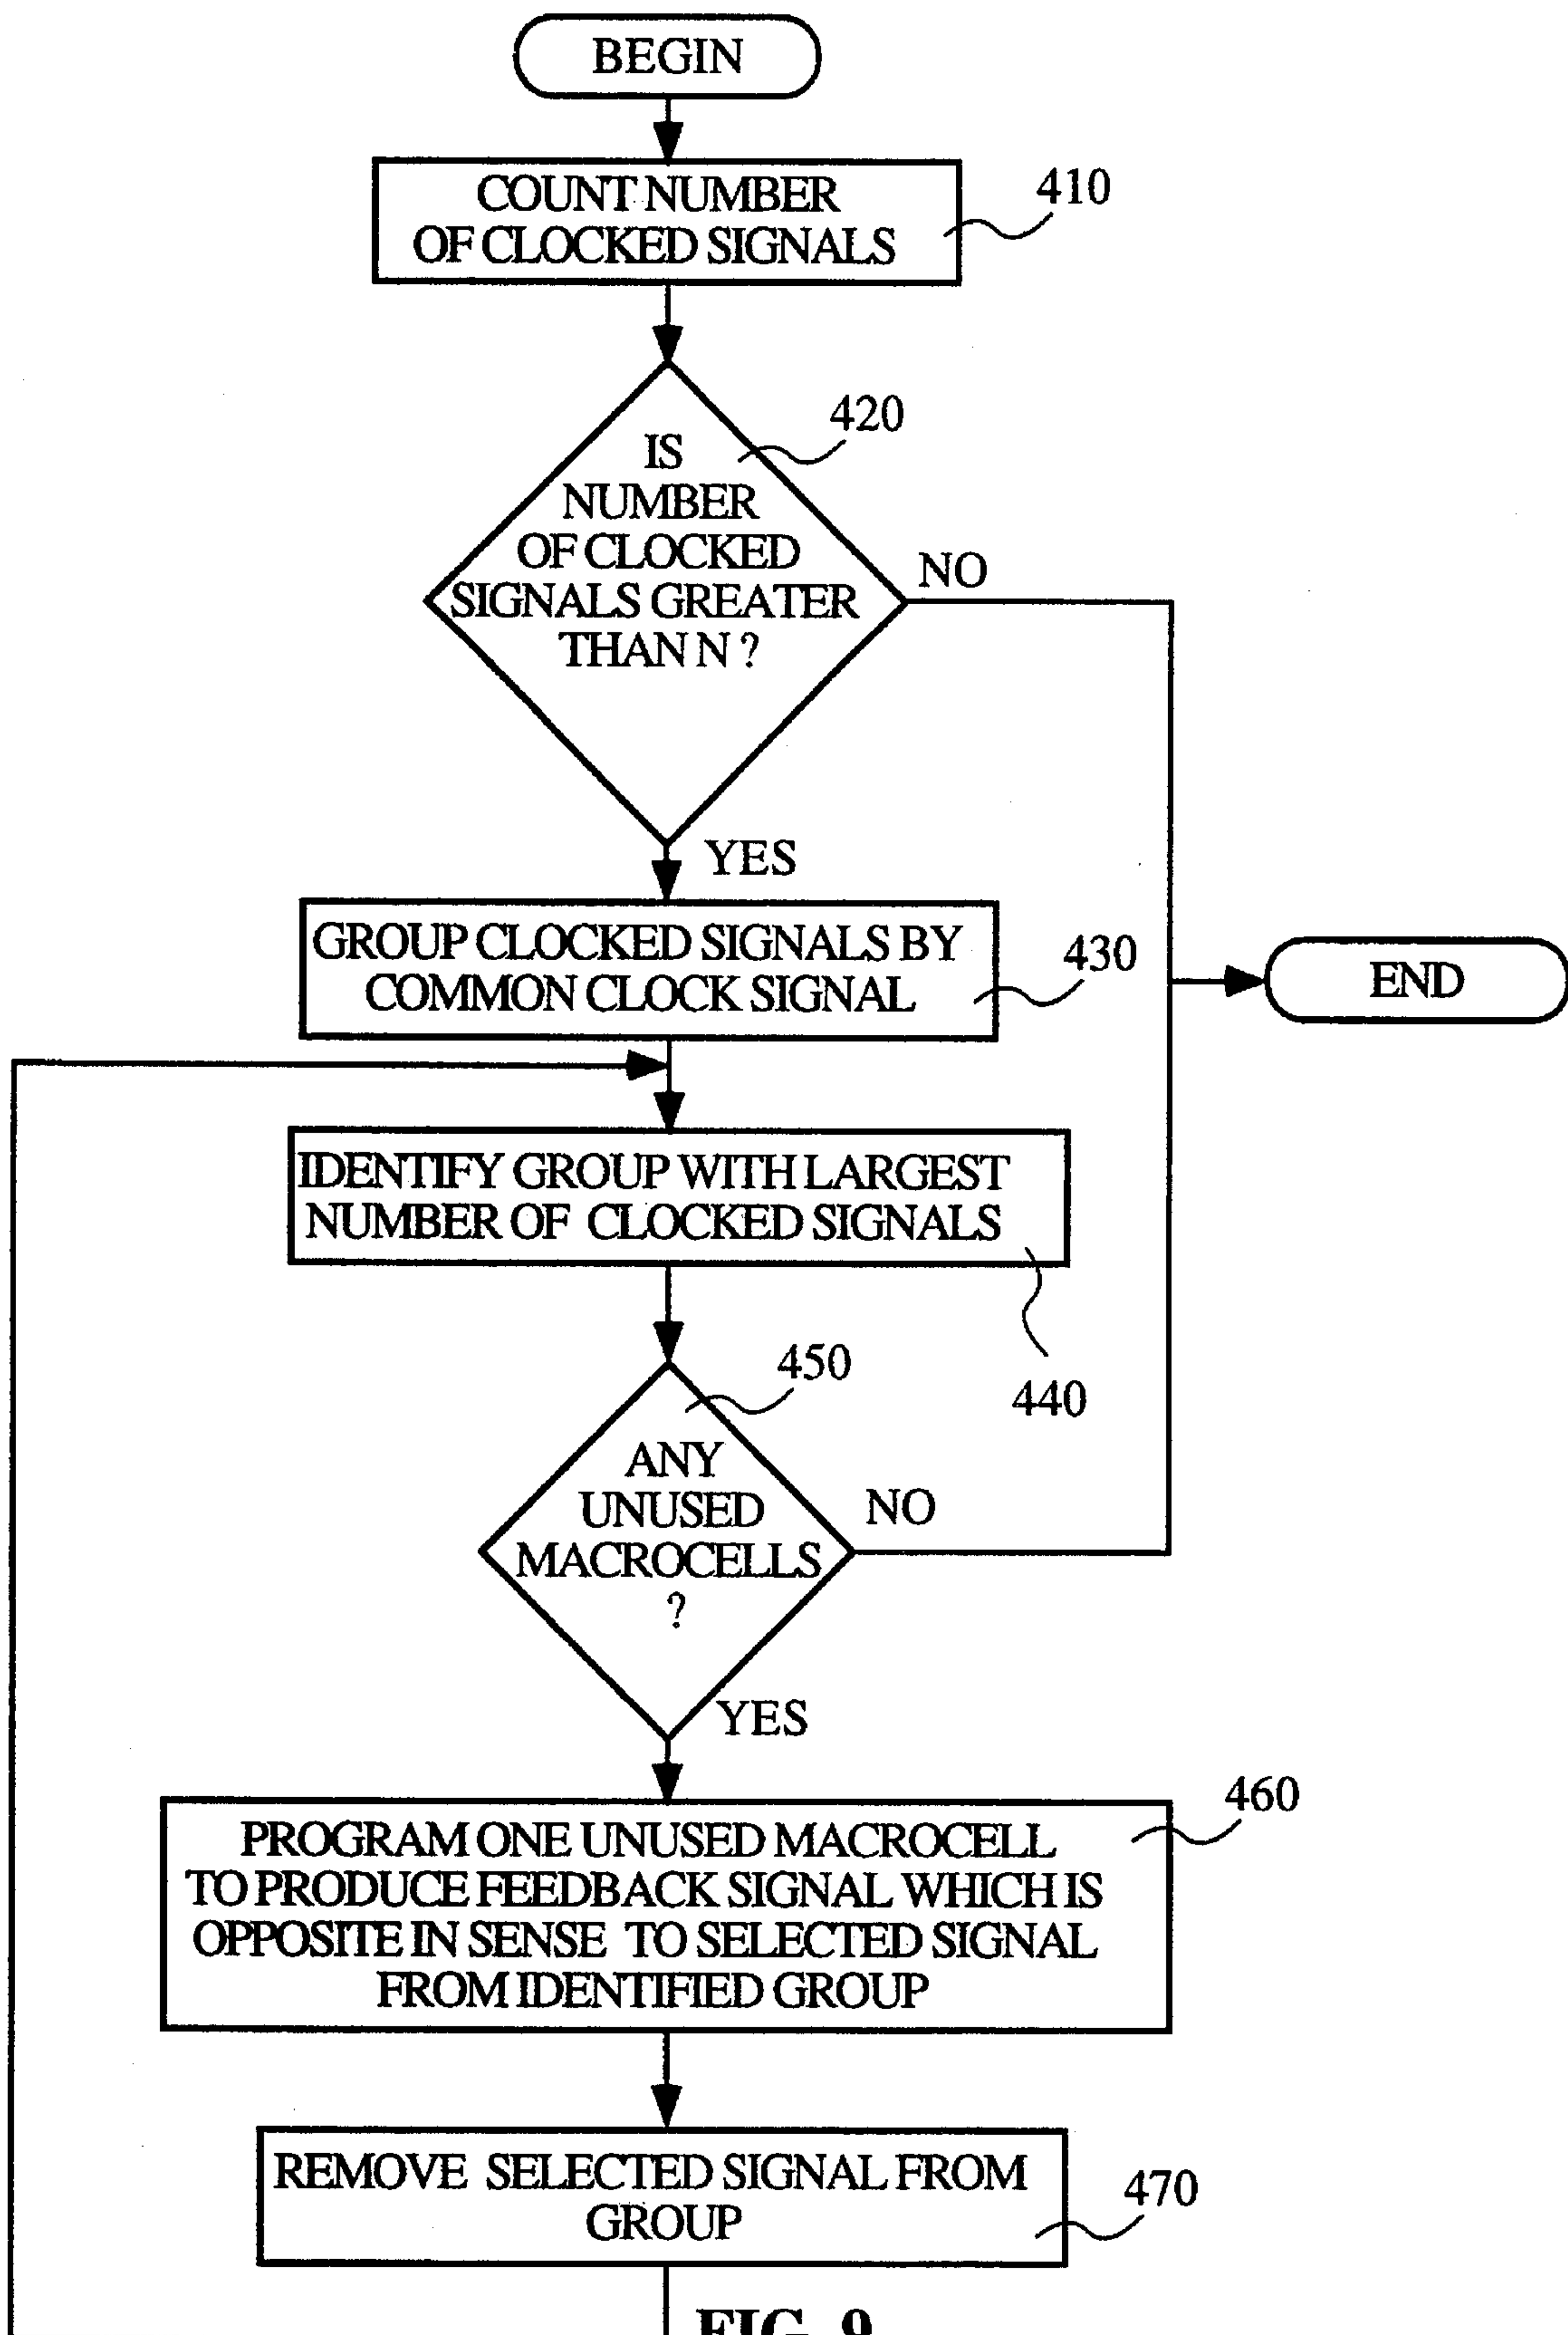 BEGIN
COUNT NUMBER
OF CLOCKED SIGNALS
410
420
IS
NUMBER
OF CLOCKED
SIGNALS GREATER
THAN N ?
NO
YES
GROUP CLOCKED SIGNALS BY
COMMON CLOCK SIGNAL
430
END
IDENTIFY GROUP WITH LARGEST
NUMBER OF CLOCKED SIGNALS
440
450
ANY
UNUSED
MACROCELLS
?
NO
YES
460
PROGRAM ONE UNUSED MACROCELL
TO PRODUCE FEEDBACK SIGNAL WHICH IS
OPPOSITE IN SENSE TO SELECTED SIGNAL
FROM IDENTIFIED GROUP
REMOVE SELECTED SIGNAL FROM
GROUP
470
FIG. 9